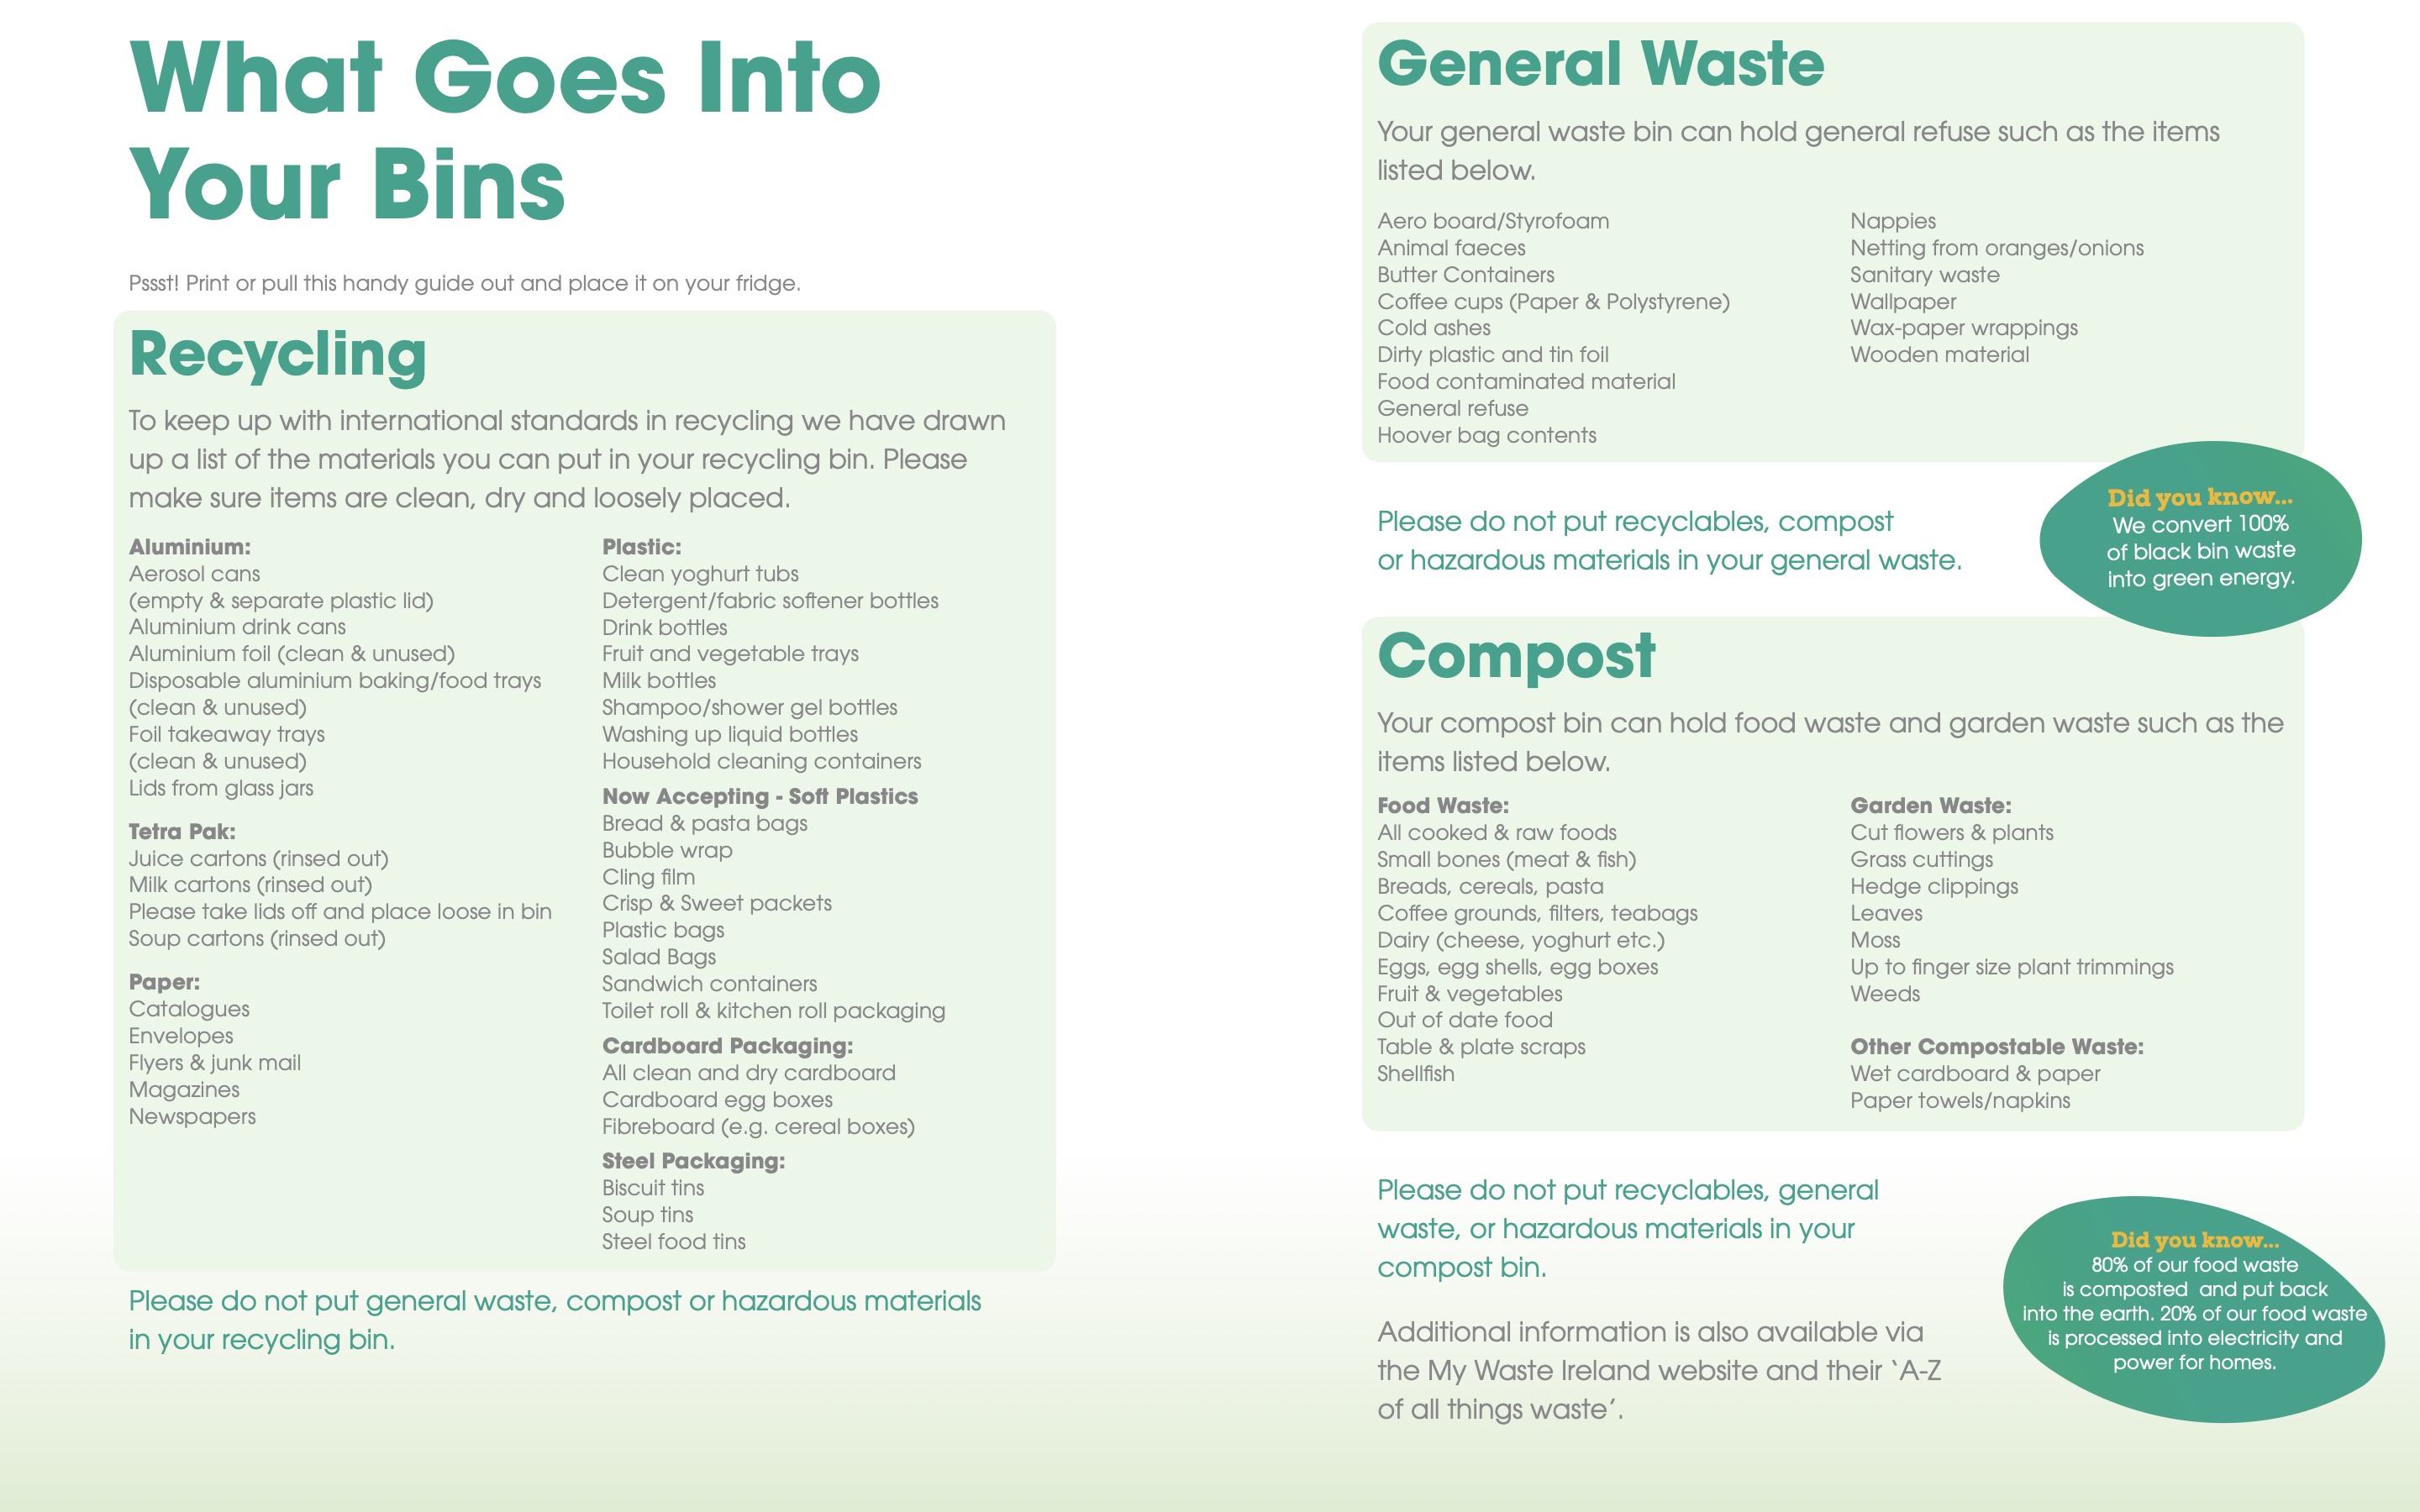 What Goes Into
Your Bins
Pssst! Print or pull this handy guide out and place it on your fridge.
Recycling
To keep up with international standards in recycling we have drawn
up a list of the materials you can put in your recycling bin. Please
make sure items are clean, dry and loosely placed.
Aluminium:
Aerosol cans
(empty & separate plastic lid)
Aluminium drink cans
Aluminium foil (clean & unused)
Disposable aluminium baking/food trays
(clean & unused)
Foil takeaway trays
(clean & unused)
Lids from glass jars
Tetra Pak:
Juice cartons (rinsed out)
Milk cartons (rinsed out)
Please take lids off and place loose in bin
Soup cartons (rinsed out)
Paper:
Catalogues
Envelopes
Flyers & junk mail
Magazines
Newspapers
Plastic:
Clean yoghurt tubs
Detergent/fabric softener bottles
Drink bottles
Fruit and vegetable trays
Milk bottles
Shampoo/shower gel bottles
Washing up liquid bottles
Household cleaning containers
Now Accepting - Soft Plastics
Bread & pasta bags
Bubble wrap
Cling film
Crisp & Sweet packets
Plastic bags
Salad Bags
Sandwich containers
Toilet roll & kitchen roll packaging
Cardboard Packaging:
All clean and dry cardboard
Cardboard egg boxes
Fibreboard (e.g. cereal boxes)
Steel Packaging:
Biscuit tins
Soup tins
Steel food tins
Please do not put general waste, compost or hazardous materials
in your recycling bin.
General Waste
Your general waste bin can hold general refuse such as the items
listed below.
Aero board/Styrofoam
Animal faeces
Butter Containers
Coffee cups (Paper & Polystyrene)
Cold ashes
Dirty plastic and tin foil
Food contaminated material
General refuse
Hoover bag contents
Nappies
Netting from oranges/onions
Sanitary waste
Wallpaper
Wax-paper wrappings
Wooden material
Please do not put recyclables, compost
or hazardous materials in your general waste.
Did you know...
We convert 100%
of black bin waste
into green energy.
Compost
Your compost bin can hold food waste and garden waste such as the
items listed below.
Food Waste:
All cooked & raw foods
Small bones (meat & fish)
Breads, cereals, pasta
Coffee grounds, filters, teabags
Dairy (cheese, yoghurt etc.)
Eggs, egg shells, egg boxes
Fruit & vegetables
Out of date food
Table & plate scraps
Shellfish
Garden Waste:
Cut flowers & plants
Grass cuttings
Hedge clippings
Leaves
Moss
Up to finger size plant trimmings
Weeds
Other Compostable Waste:
Wet cardboard & paper
Paper towels/napkins
Please do not put recyclables, general
waste, or hazardous materials in your
compost bin.
Additional information is also available via
the My Waste Ireland website and their ‘A-Z
of all things waste’.
Did you know...
80% of our food waste
is composted and put back
into the earth. 20% of our food waste
is processed into electricity and
power for homes.